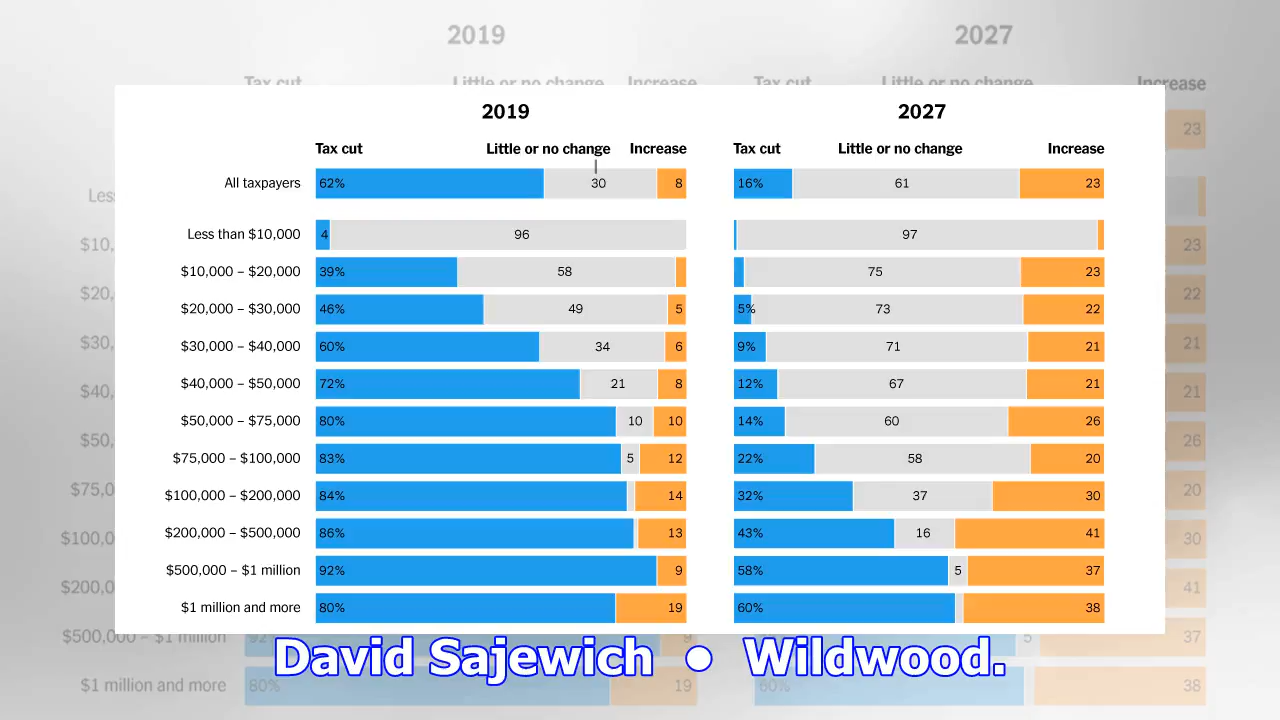 2019 2027
Tax cut Little or no change Increase Tax cut Little or no change Increase
All taxpayers 62% 30 8 16% 61 23
Less than $10,000 4 96 97
$10,000 – $20,000 39% 58 75 23
$20,000 – $30,000 46% 49 5 5% 73 22
$30,000 – $40,000 60% 34 6 9% 71 21
$40,000 – $50,000 72% 21 8 12% 67 21
$50,000 – $75,000 80% 10 10 14% 60 26
$75,000 – $100,000 83% 5 12 22% 58 20
$100,000 – $200,000 84% 14 32% 37 30
$200,000 – $500,000 86% 13 43% 16 41
$500,000 – $1 million 92% 9 58% 5 37
$1 million and more 80% 19 60% 38
David Sajewich ● Wildwood.